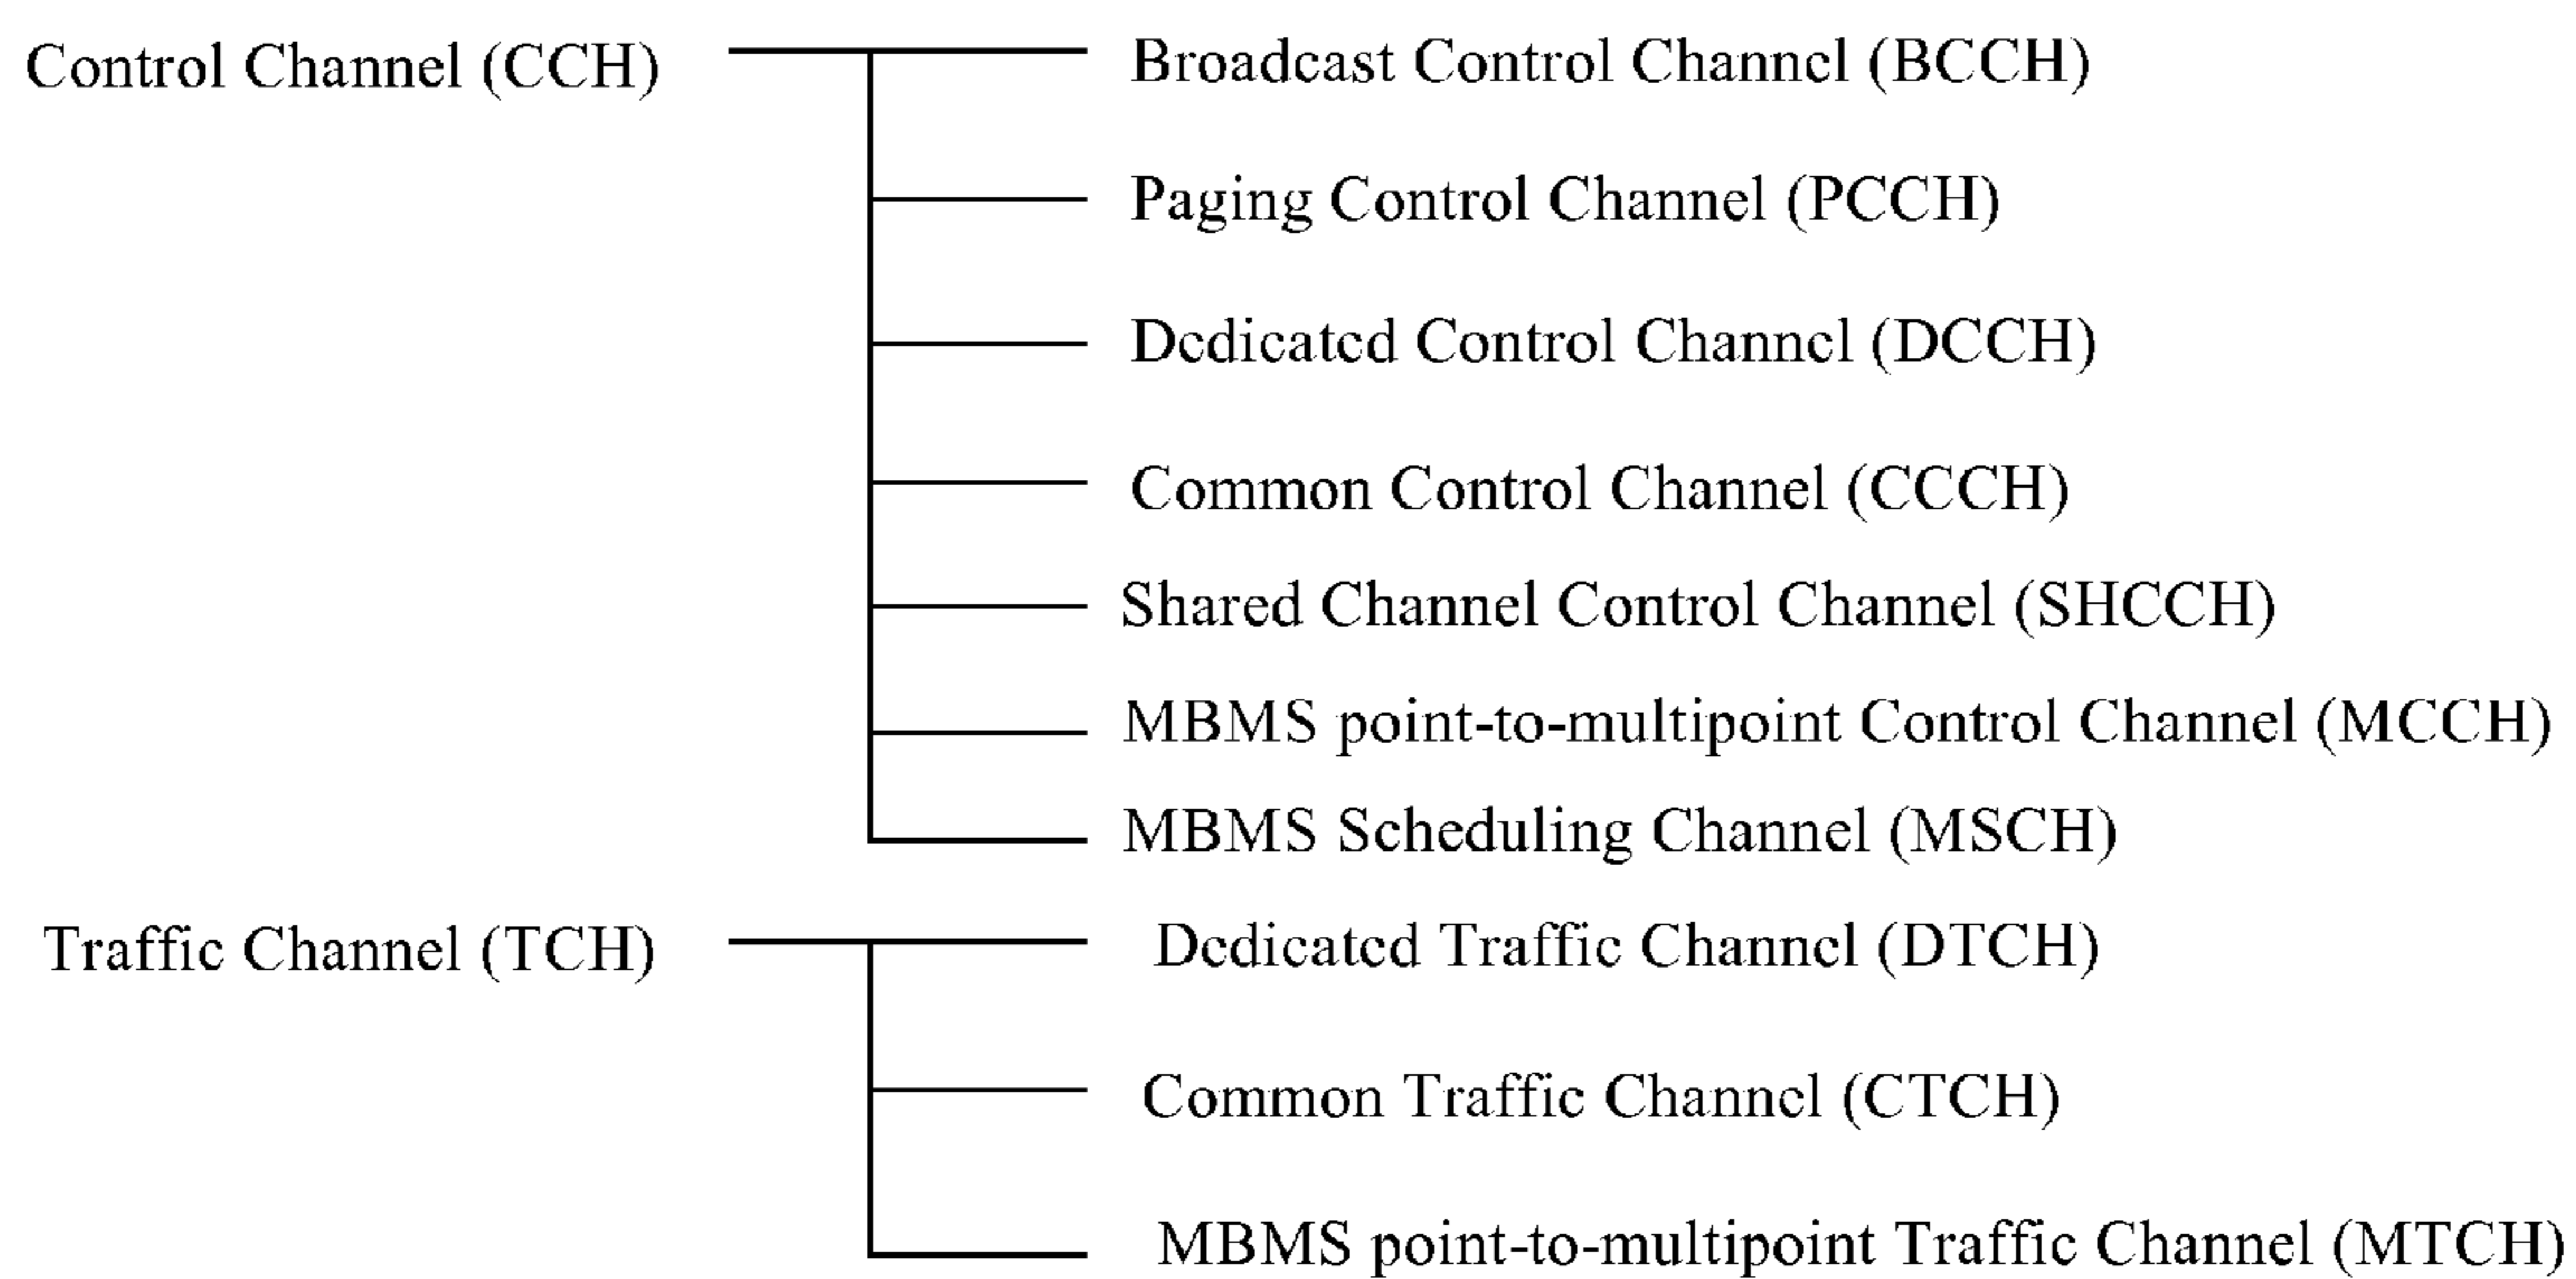 Control Channel (CCH)
Broadcast Control Channel (BCCH)
Paging Control Channel (PCCH)
Dedicated Control Channel (DCCH)
Common Control Channel (CCCH)
Shared Channel Control Channel (SHCCH)
MBMS point-to-multipoint Control Channel (MCCH)
MBMS Scheduling Channel (MSCH)
Traffic Channel (TCH)
Dedicated Traffic Channel (DTCH)
Common Traffic Channel (CTCH)
MBMS point-to-multipoint Traffic Channel (MTCH)